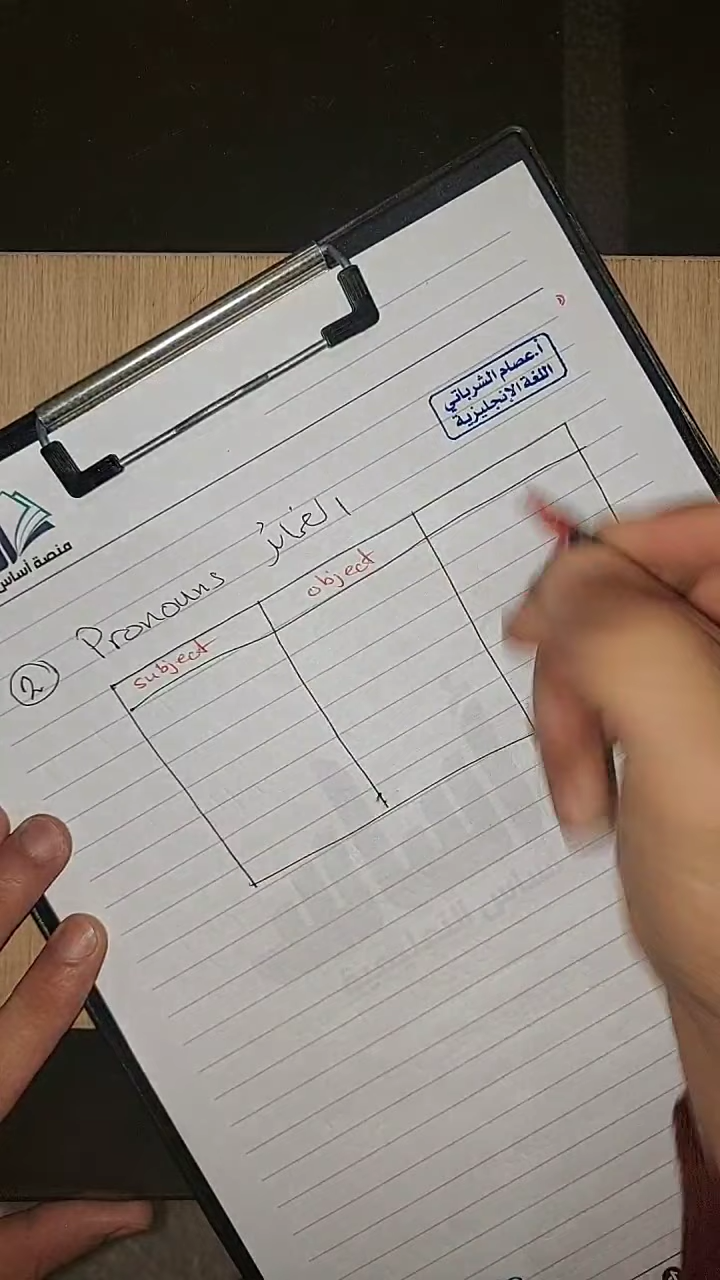 أ.عصام الشرباتي
اللغة الإنجليزية
منصة أساس
2 Pronouns الضمائر
subject object